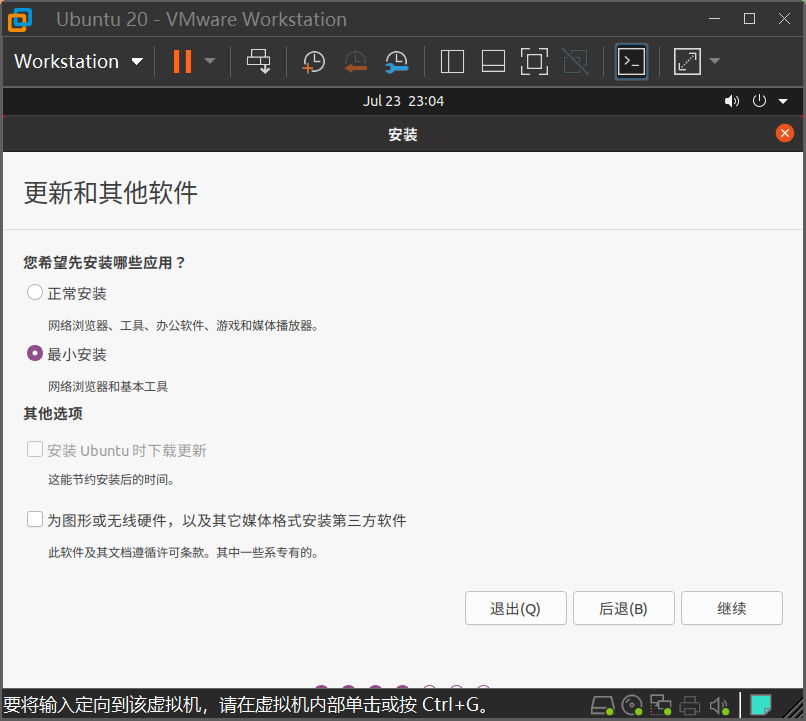 Ubuntu 20 - VMware Workstation
Workstation
Jul 23 23:04
安装
更新和其他软件
您希望先安装哪些应用？
正常安装
网络浏览器、工具、办公软件、游戏和媒体播放器。
最小安装
网络浏览器和基本工具
其他选项
安装 Ubuntu 时下载更新
这能节约安装后的时间。
为图形或无线硬件，以及其它媒体格式安装第三方软件
此软件及其文档遵循许可条款。其中一些系专有的。
退出(Q) 后退(B) 继续
要将输入定向到该虚拟机，请在虚拟机内部单击或按 Ctrl+G。